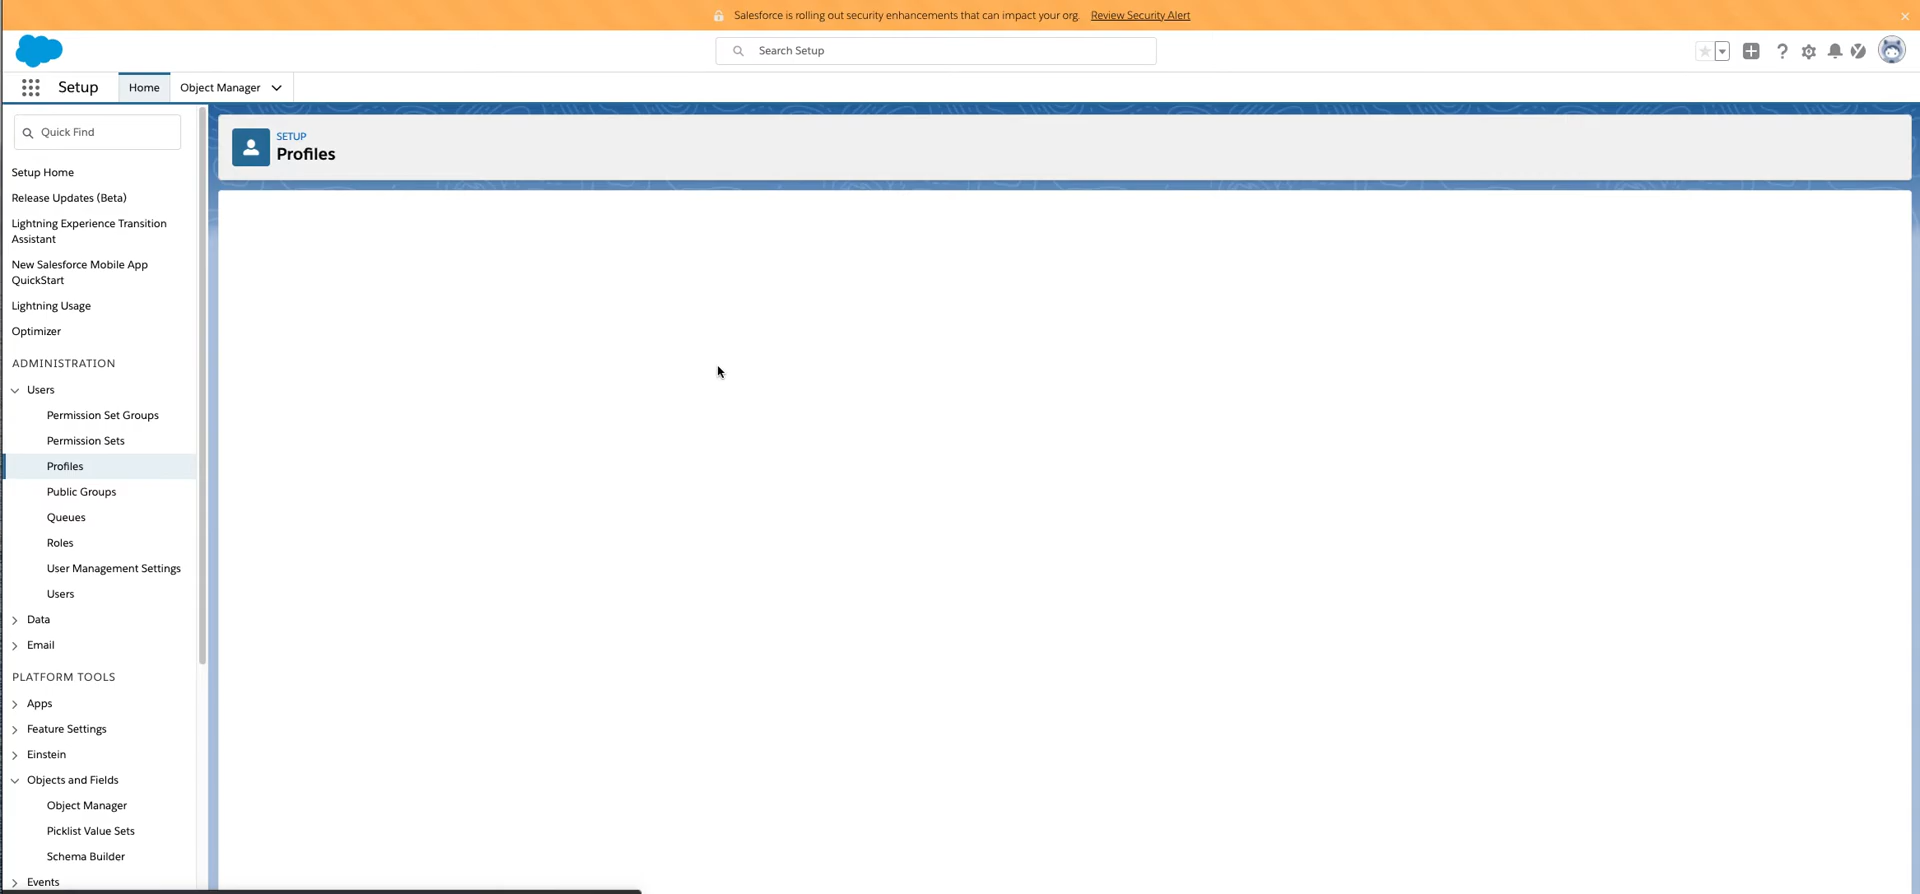 Salesforce is rolling out security enhancements that can impact your org. Review Security Alert
Search Setup
Setup
Home
Object Manager
Quick Find
SETUP
Profiles
Setup Home
Release Updates (Beta)
Lightning Experience Transition
Assistant
New Salesforce Mobile App
QuickStart
Lightning Usage
Optimizer
ADMINISTRATION
Users
Permission Set Groups
Permission Sets
Profiles
Public Groups
Queues
Roles
User Management Settings
Users
Data
Email
PLATFORM TOOLS
Apps
Feature Settings
Einstein
Objects and Fields
Object Manager
Picklist Value Sets
Schema Builder
Events